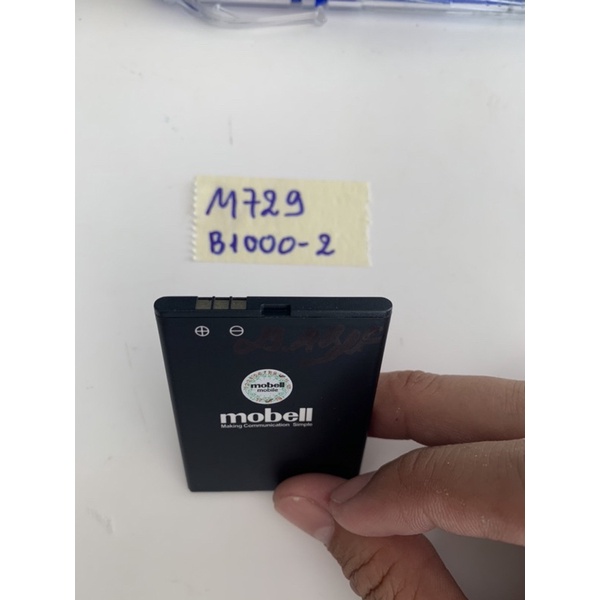 M729
B1000-2
⊕ ⊖
mobell
mobile
mobell
Making Communication Simple